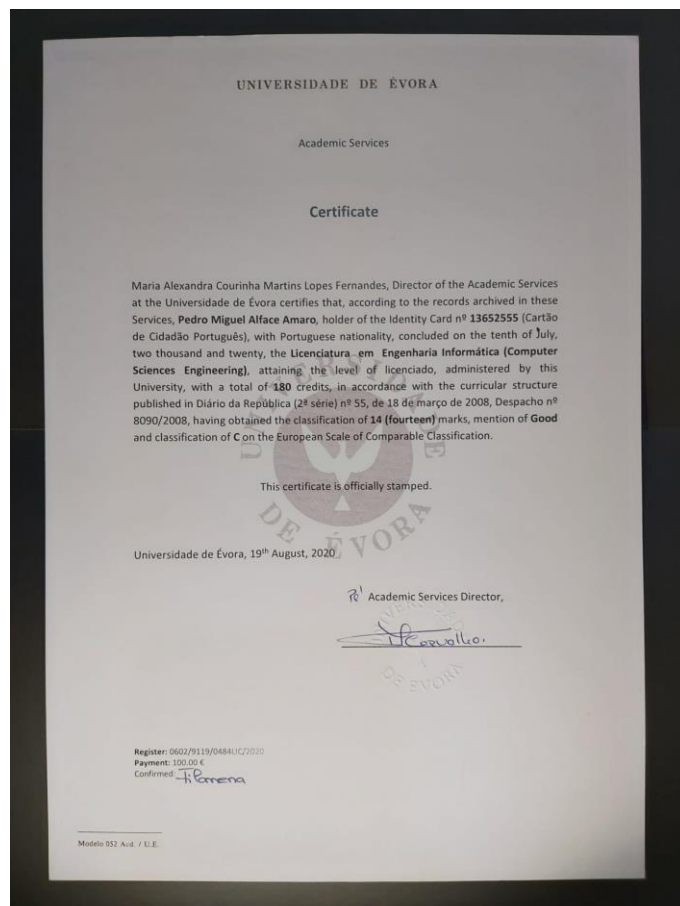 UNIVERSIDADE DE ÉVORA
Academic Services
Certificate
Maria Alexandra Courinha Martins Lopes Fernandes, Director of the Academic Services
at the Universidade de Évora certifies that, according to the records archived in these
Services, Pedro Miguel Alface Amaro, holder of the Identity Card nº 13652555 (Cartão
de Cidadão Português), with Portuguese nationality, concluded on the tenth of July,
two thousand and twenty, the Licenciatura em Engenharia Informática (Computer
Sciences Engineering), attaining the level of licenciado, administered by this
University, with a total of 180 credits, in accordance with the curricular structure
published in Diário da República (2ª série) nº 55, de 18 de março de 2008, Despacho nº
8090/2008, having obtained the classification of 14 (fourteen) marks, mention of Good
and classification of C on the European Scale of Comparable Classification.
UNIVERSIDADE DE ÉVORA
This certificate is officially stamped.
Universidade de Évora, 19th August, 2020
Academic Services Director,
Carvalho.
DE ÉVORA
Register: 0602/9119/0484LIC/2020
Payment: 100.00 €
Confirmed: Filomena
Modelo 052 Acd. / U.E.